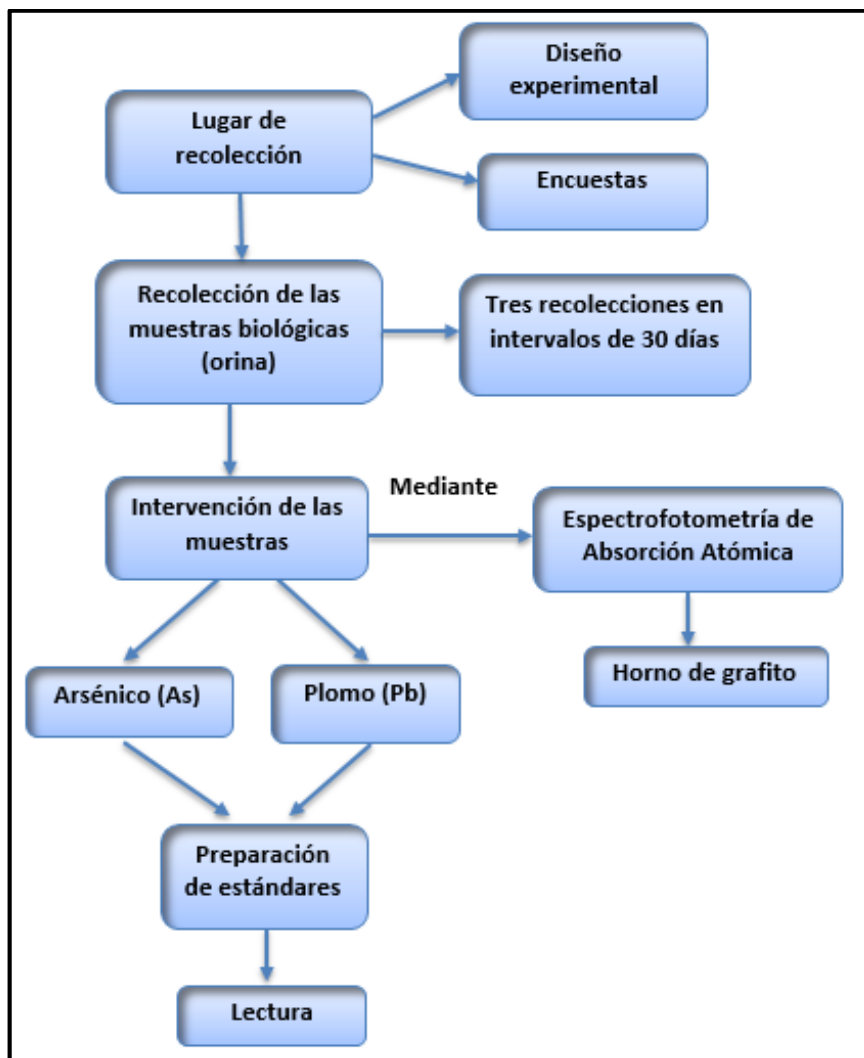 Diseño
experimental
Lugar de
recolección
Encuestas
Recolección de las
muestras biológicas
(orina)
Tres recolecciones en
intervalos de 30 días
Intervención de las
muestras
Mediante
Espectrofotometría de
Absorción Atómica
Horno de grafito
Arsénico (As)
Plomo (Pb)
Preparación
de estándares
Lectura